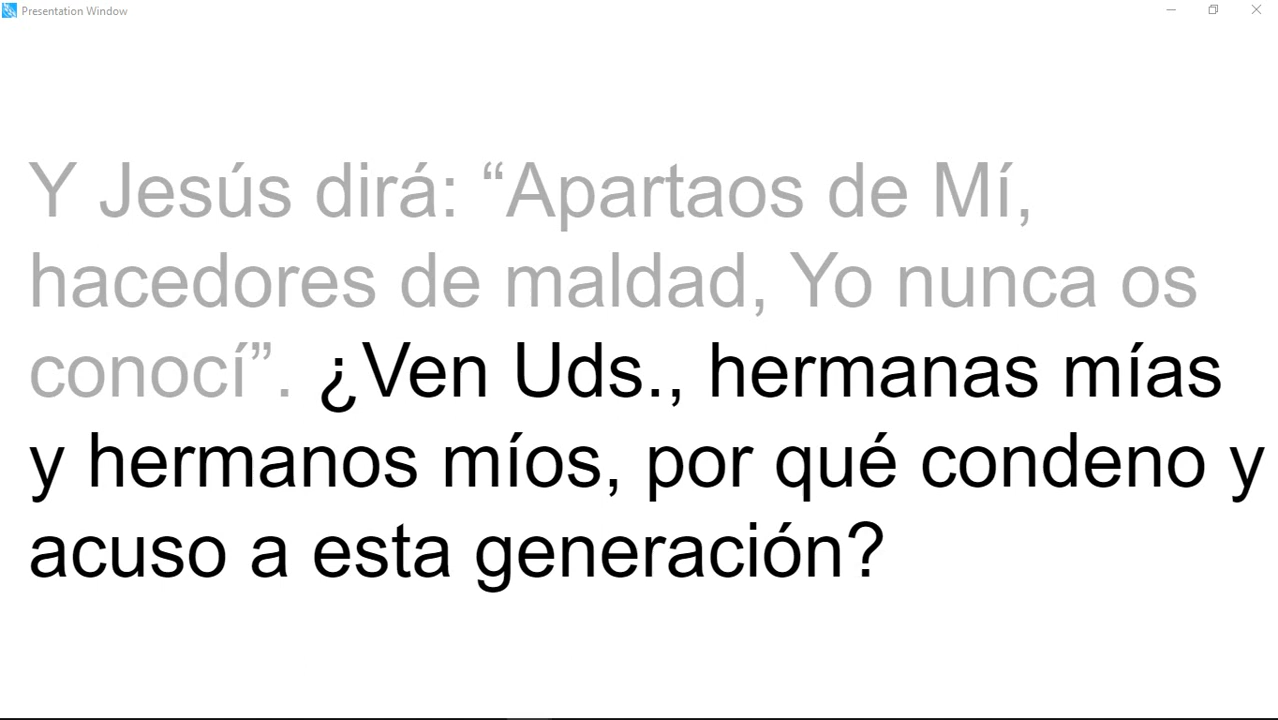 Presentation Window
Y Jesús dirá: “Apartaos de Mí,
hacedores de maldad, Yo nunca os
conocí”. ¿Ven Uds., hermanas mías
y hermanos míos, por qué condeno y
acuso a esta generación?